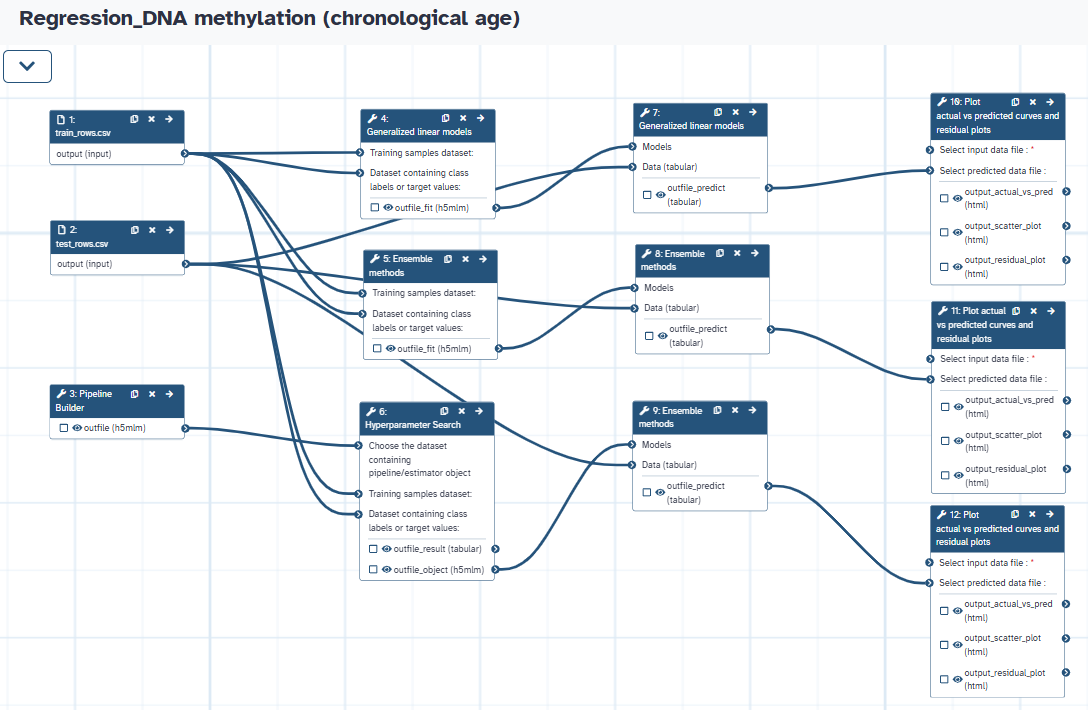 Regression_DNA methylation (chronological age)
1:
train_rows.csv
output (input)
2:
test_rows.csv
output (input)
3: Pipeline
Builder
outfile (h5mlm)
4:
Generalized linear models
Training samples dataset:
Dataset containing class
labels or target values:
outfile_fit (h5mlm)
5: Ensemble
methods
Training samples dataset:
Dataset containing class
labels or target values:
outfile_fit (h5mlm)
6:
Hyperparameter Search
Choose the dataset
containing
pipeline/estimator object
Training samples dataset:
Dataset containing class
labels or target values:
outfile_result (tabular)
outfile_object (h5mlm)
7:
Generalized linear models
Models
Data (tabular)
outfile_predict
(tabular)
8: Ensemble
methods
Models
Data (tabular)
outfile_predict
(tabular)
9: Ensemble
methods
Models
Data (tabular)
outfile_predict
(tabular)
10: Plot
actual vs predicted curves and
residual plots
Select input data file : *
Select predicted data file :
output_actual_vs_pred
(html)
output_scatter_plot
(html)
output_residual_plot
(html)
11: Plot actual
vs predicted curves and
residual plots
Select input data file : *
Select predicted data file :
output_actual_vs_pred
(html)
output_scatter_plot
(html)
output_residual_plot
(html)
12: Plot
actual vs predicted curves and
residual plots
Select input data file : *
Select predicted data file :
output_actual_vs_pred
(html)
output_scatter_plot
(html)
output_residual_plot
(html)